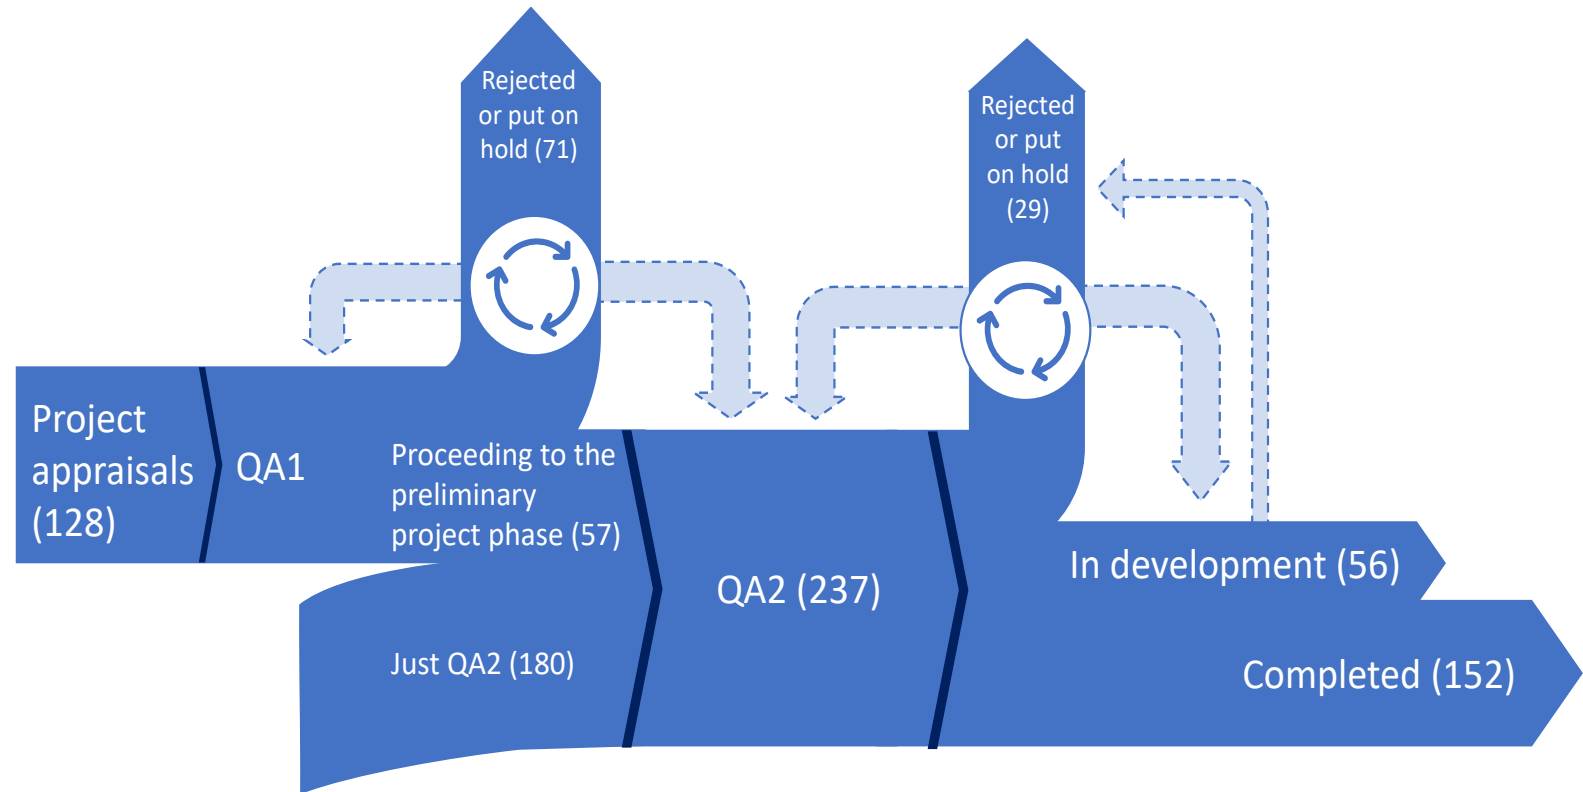 Rejected
or put on
hold (71)
Rejected
or put
on hold
(29)
Project
appraisals
(128)
QA1
Proceeding to the
preliminary
project phase (57)
Just QA2 (180)
QA2 (237)
In development (56)
Completed (152)